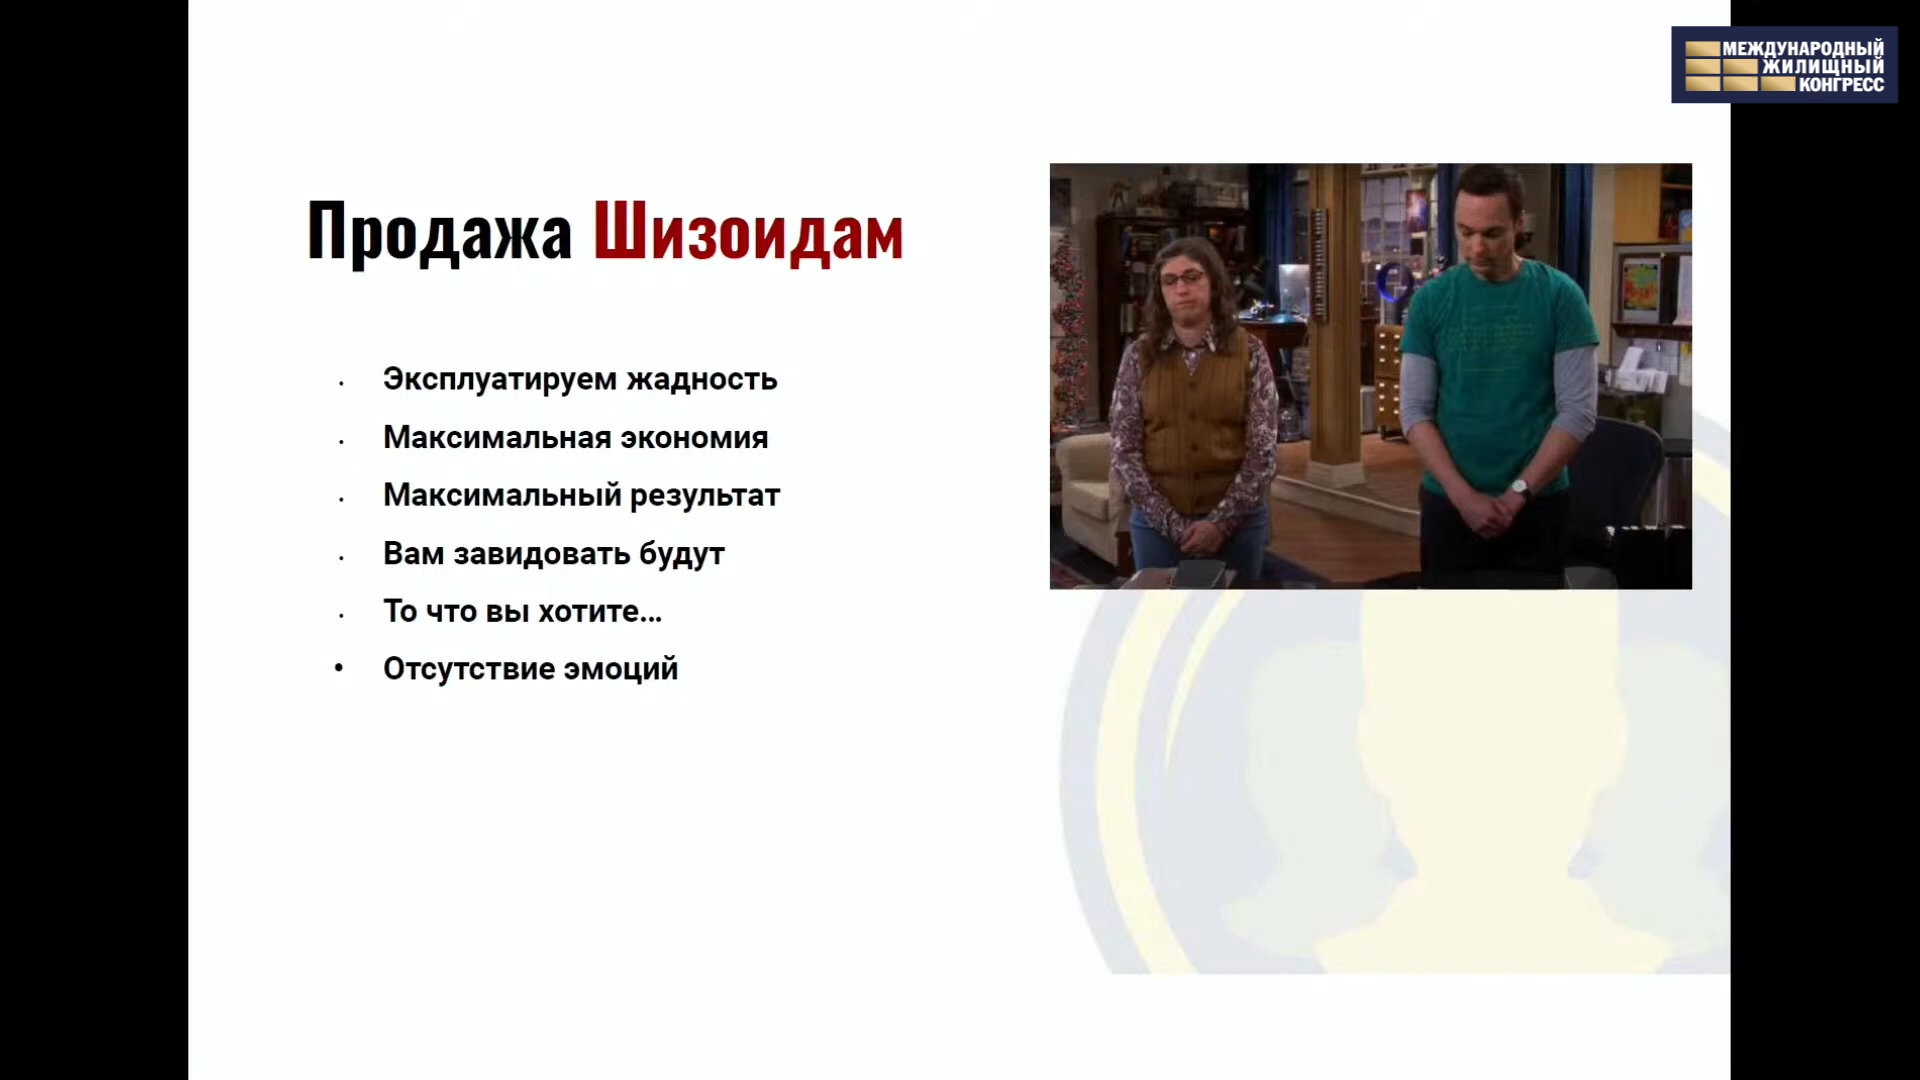 МЕЖДУНАРОДНЫЙ
ЖИЛИЩНЫЙ
КОНГРЕСС
Продажа Шизоидам
Эксплуатируем жадность
Максимальная экономия
Максимальный результат
Вам завидовать будут
То что вы хотите...
Отсутствие эмоций